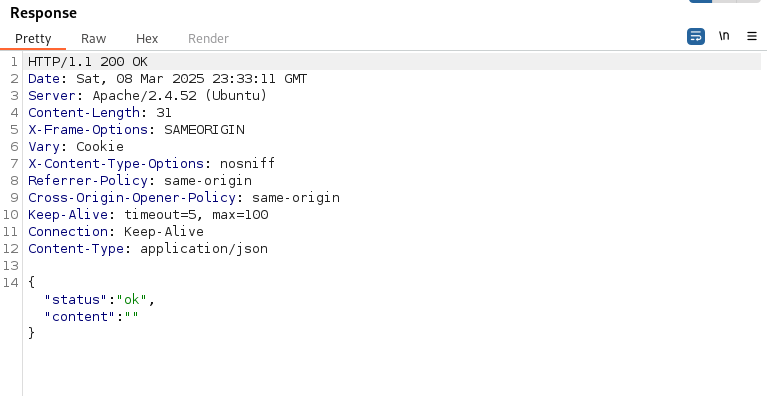 Response
Pretty Raw Hex Render \n ≡
1 HTTP/1.1 200 OK
2 Date: Sat, 08 Mar 2025 23:33:11 GMT
3 Server: Apache/2.4.52 (Ubuntu)
4 Content-Length: 31
5 X-Frame-Options: SAMEORIGIN
6 Vary: Cookie
7 X-Content-Type-Options: nosniff
8 Referrer-Policy: same-origin
9 Cross-Origin-Opener-Policy: same-origin
10 Keep-Alive: timeout=5, max=100
11 Connection: Keep-Alive
12 Content-Type: application/json
13
14 {
"status":"ok",
"content":""
}